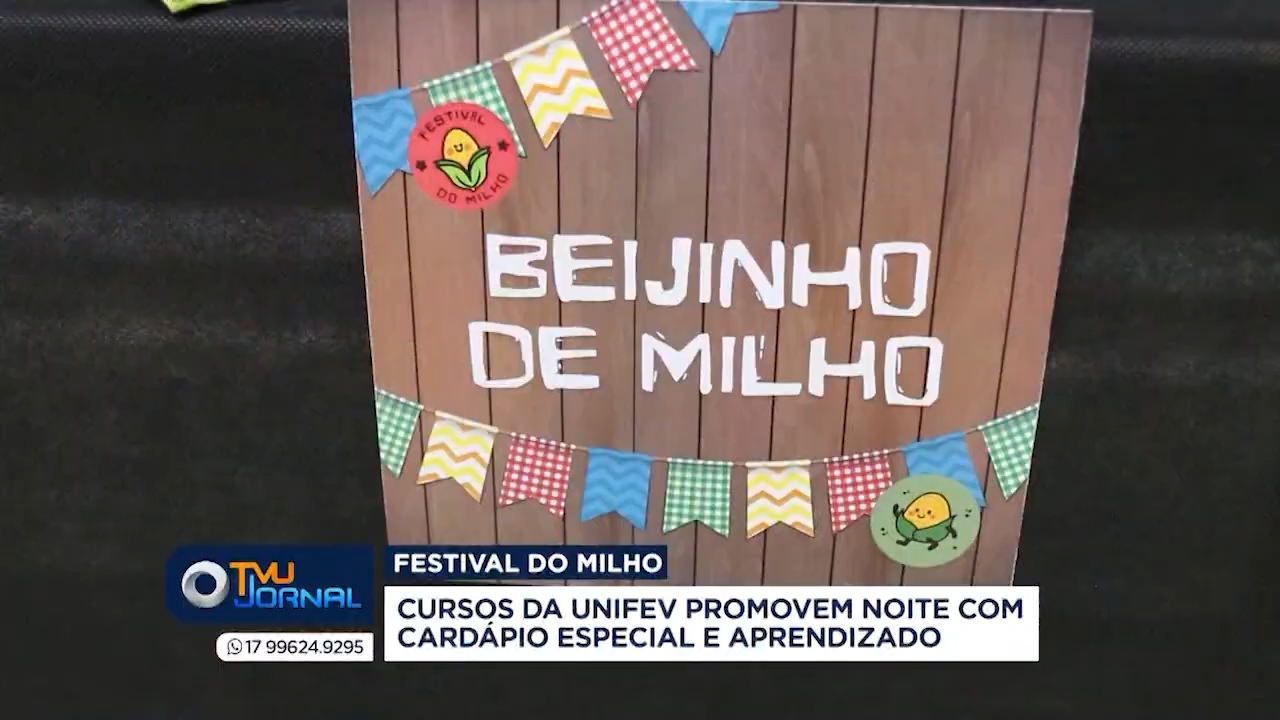 FESTIVAL
DO MILHO
BEIJINHO
DE MILHO
TVU
JORNAL
FESTIVAL DO MILHO
CURSOS DA UNIFEV PROMOVEM NOITE COM
CARDÁPIO ESPECIAL E APRENDIZADO
17 99624.9295